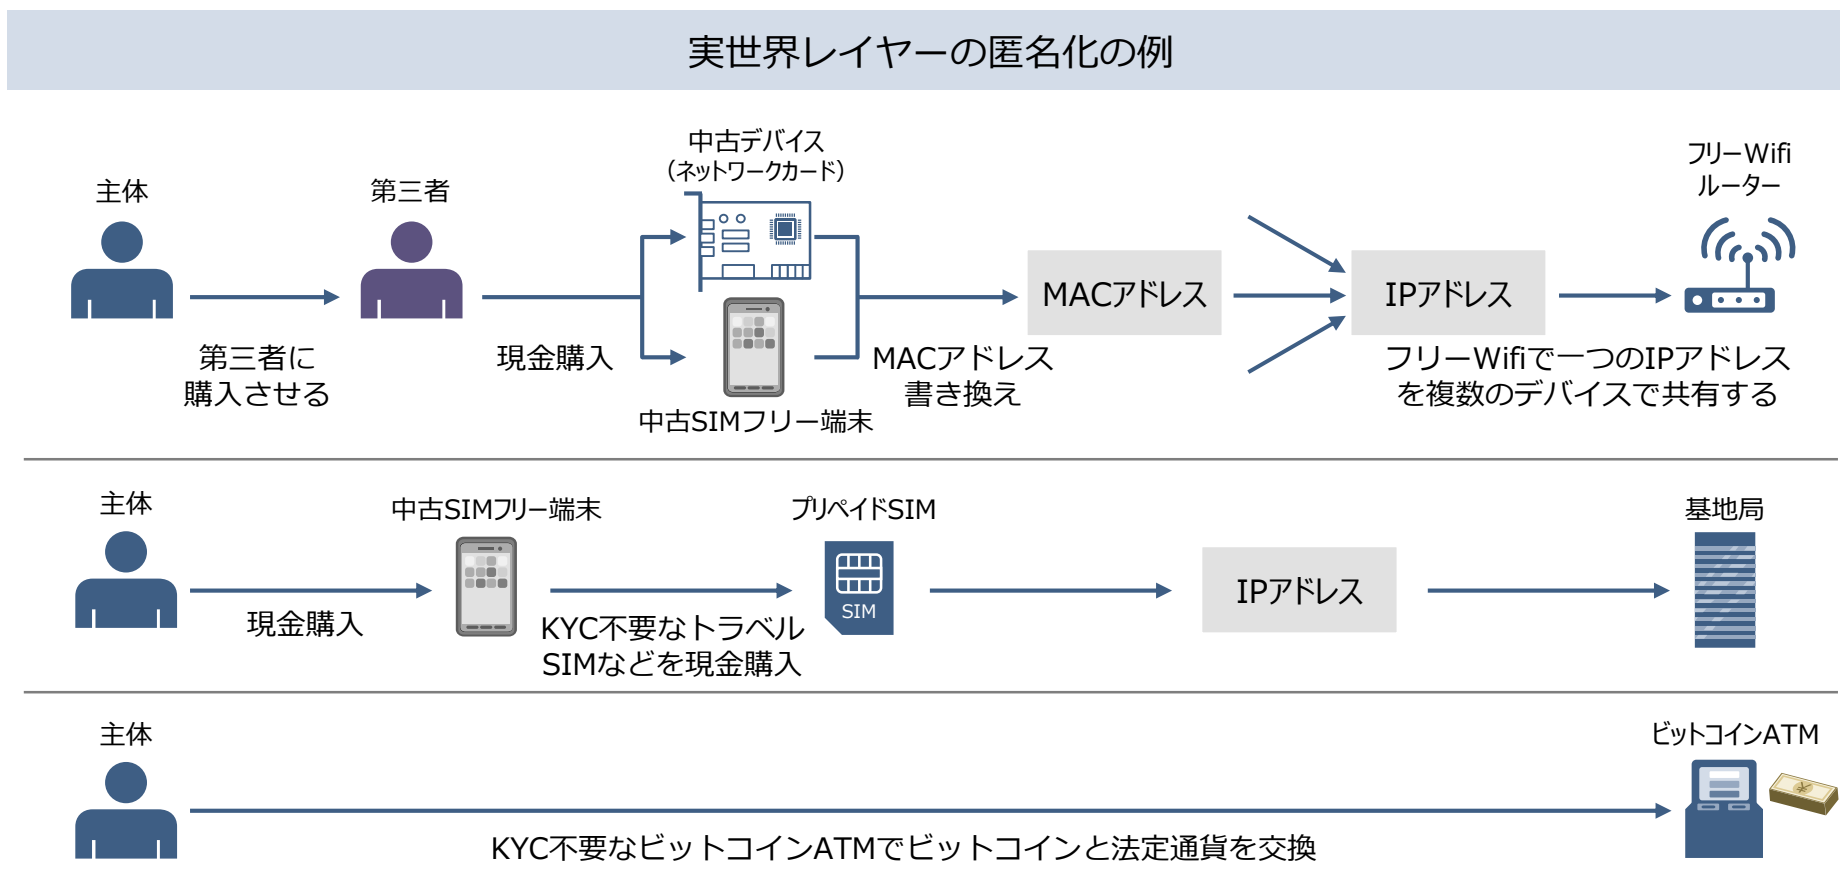 実世界レイヤーの匿名化の例
主体
第三者
中古デバイス
（ネットワークカード）
フリーWifi
ルーター
MACアドレス
IPアドレス
第三者に
購入させる
現金購入
中古SIMフリー端末
MACアドレス
書き換え
フリーWifiで一つのIPアドレス
を複数のデバイスで共有する
主体
中古SIMフリー端末
プリペイドSIM
基地局
SIM
IPアドレス
現金購入
KYC不要なトラベル
SIMなどを現金購入
主体
ビットコインATM
¥
KYC不要なビットコインATMでビットコインと法定通貨を交換